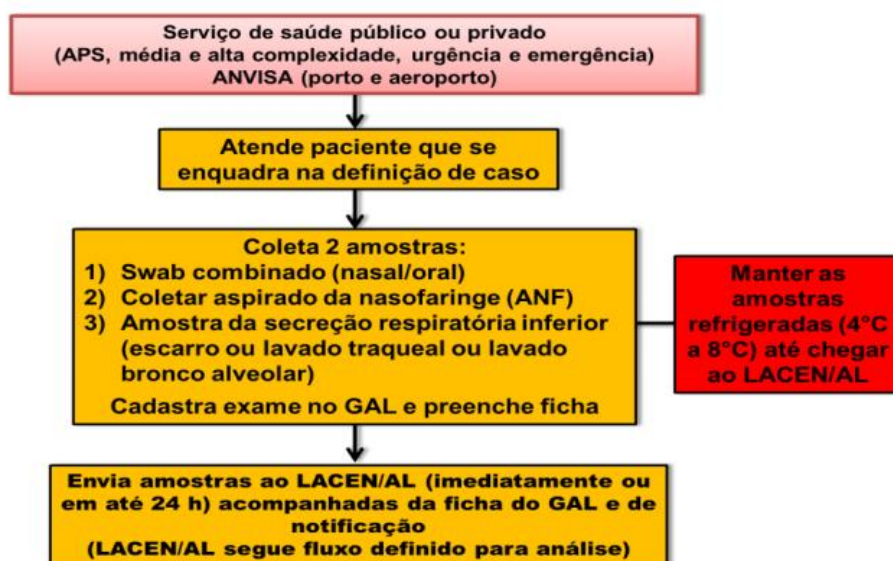 Serviço de saúde público ou privado
(APS, média e alta complexidade, urgência e emergência)
ANVISA (porto e aeroporto)
Atende paciente que se
enquadra na definição de caso
Coleta 2 amostras:
1) Swab combinado (nasal/oral)
2) Coletar aspirado da nasofaringe (ANF)
3) Amostra da secreção respiratória inferior
(escarro ou lavado traqueal ou lavado
bronco alveolar)
Cadastra exame no GAL e preenche ficha
Manter as
amostras
refrigeradas (4°C
a 8°C) até chegar
ao LACEN/AL
Envia amostras ao LACEN/AL (imediatamente ou
em até 24 h) acompanhadas da ficha do GAL e de
notificação
(LACEN/AL segue fluxo definido para análise)